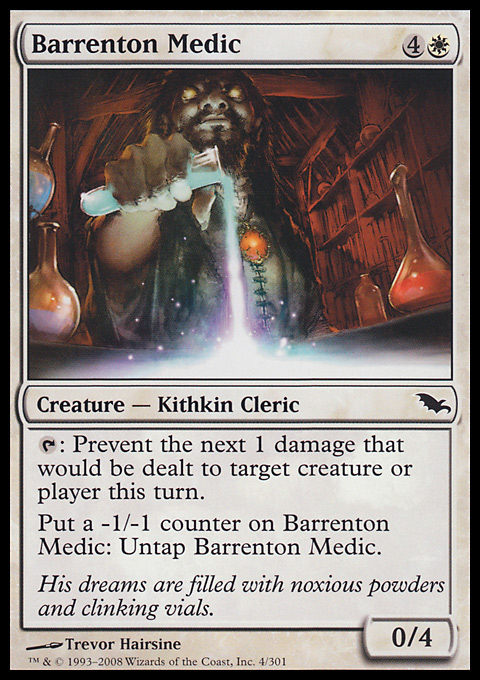 Barrenton Medic 4
Creature — Kithkin Cleric
: Prevent the next 1 damage that
would be dealt to target creature or
player this turn.
Put a -1/-1 counter on Barrenton
Medic: Untap Barrenton Medic.
His dreams are filled with noxious powders
and clinking vials.
Trevor Hairsine
0/4
™ & © 1993–2008 Wizards of the Coast, Inc. 4/301